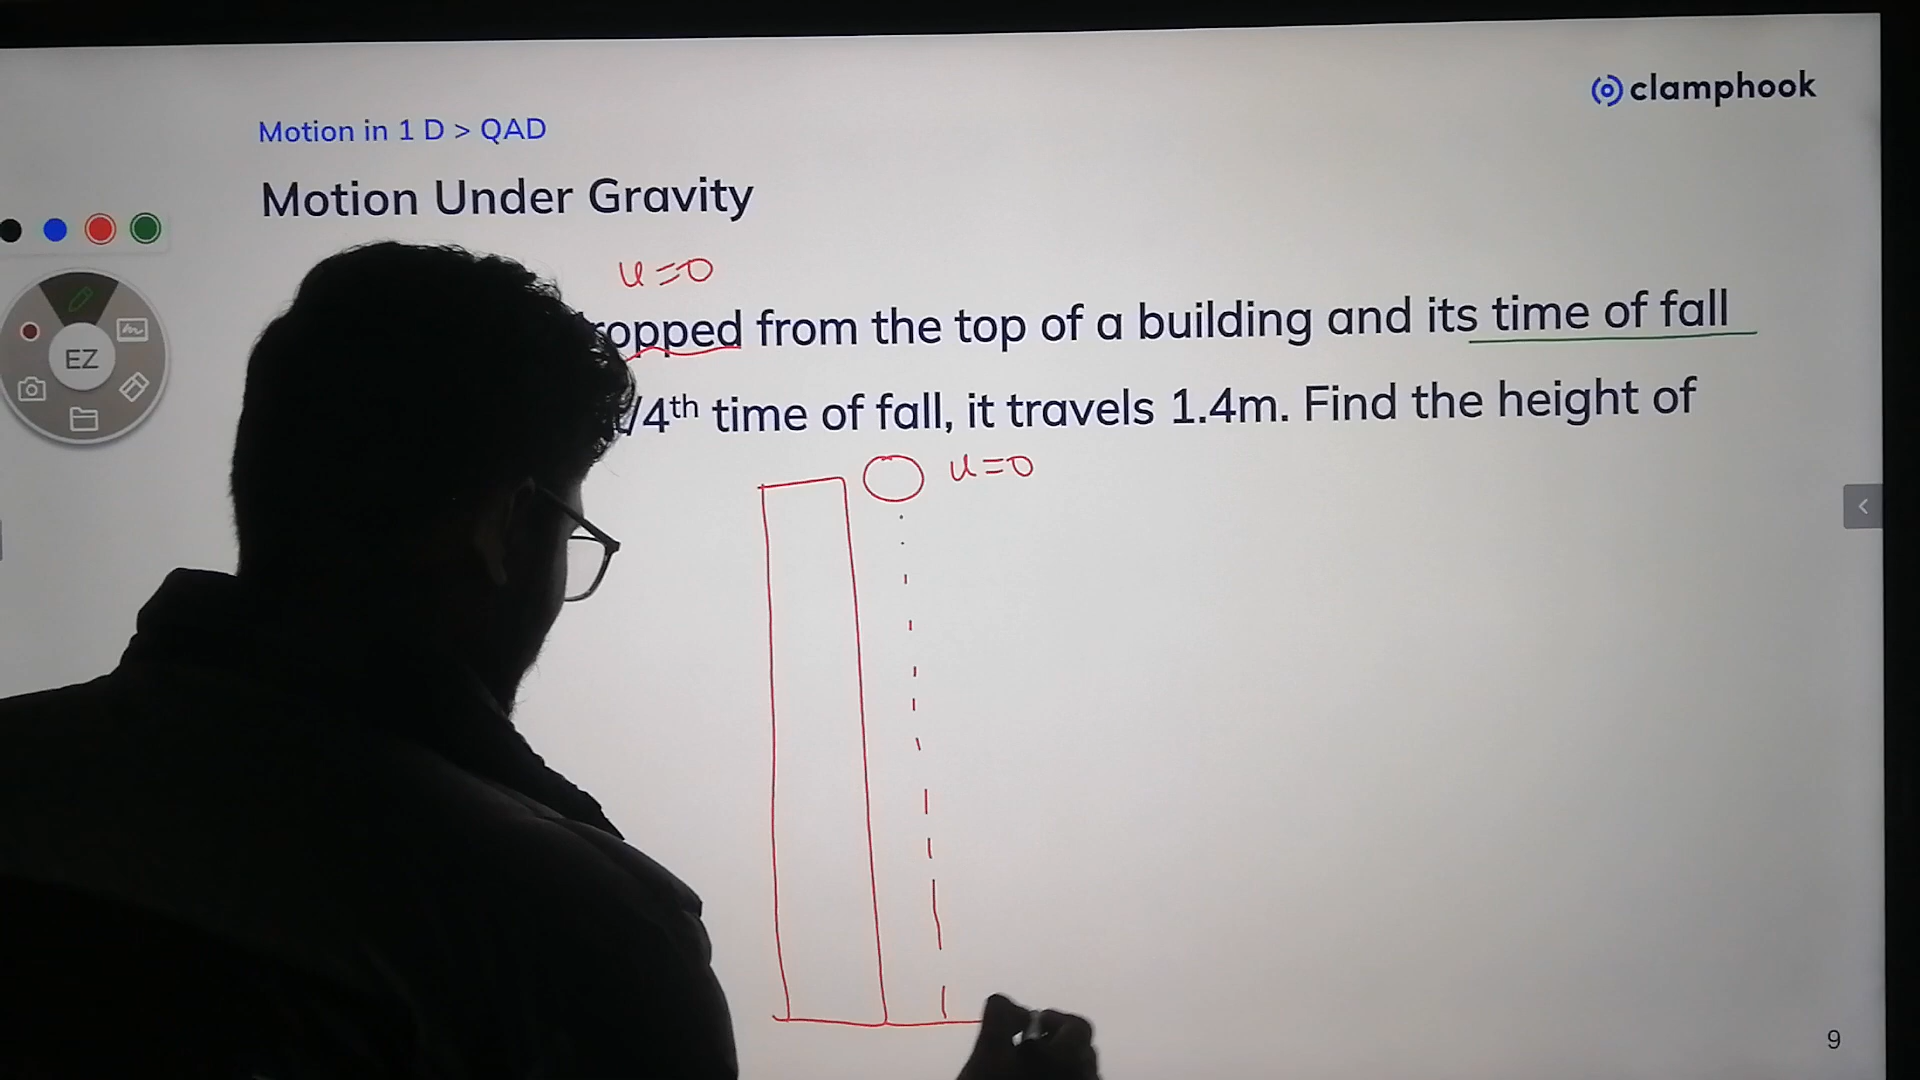 clamphook
Motion in 1 D > QAD
Motion Under Gravity
u=0
from the top of a building and its time of fall
EZ
/4th time of fall, it travels 1.4m. Find the height of
u=0
9